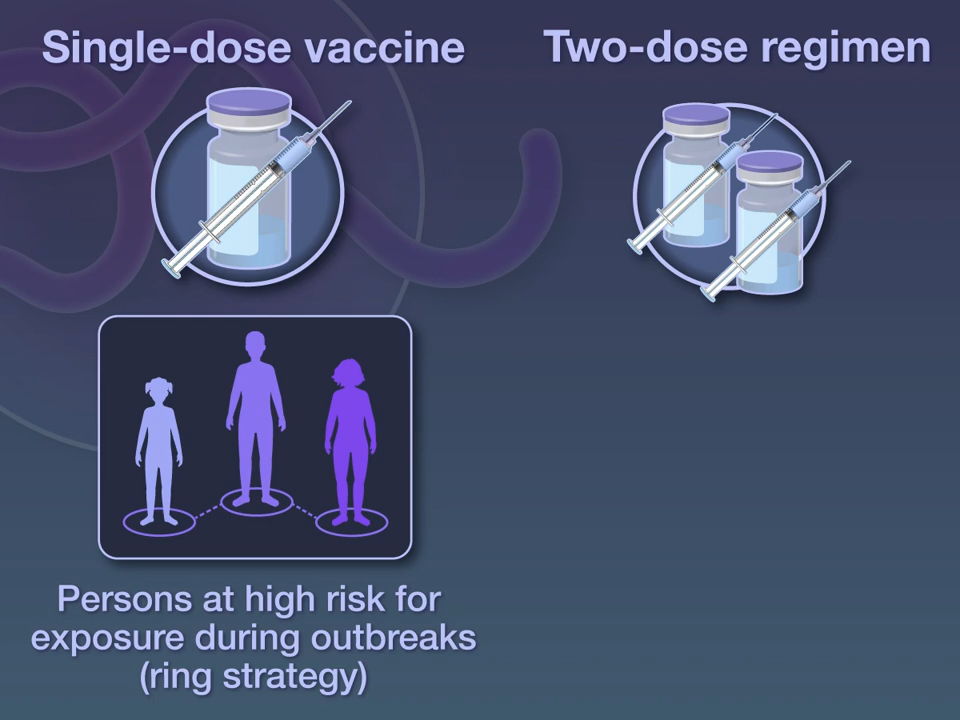 Single-dose vaccine
Two-dose regimen
Persons at high risk for
exposure during outbreaks
(ring strategy)